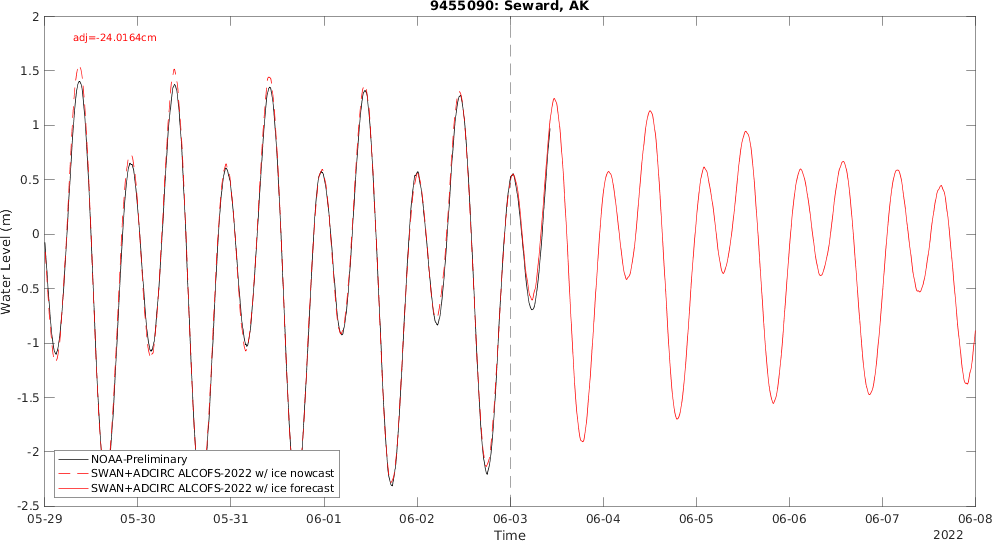 9455090: Seward, AK
adj=-24.0164cm
2
1.5
1
0.5
0
-0.5
-1
-1.5
-2
-2.5
Water Level (m)
NOAA-Preliminary
SWAN+ADCIRC ALCOFS-2022 w/ ice nowcast
SWAN+ADCIRC ALCOFS-2022 w/ ice forecast
05-29 05-30 05-31 06-01 06-02 06-03 06-04 06-05 06-06 06-07 06-08
Time
2022